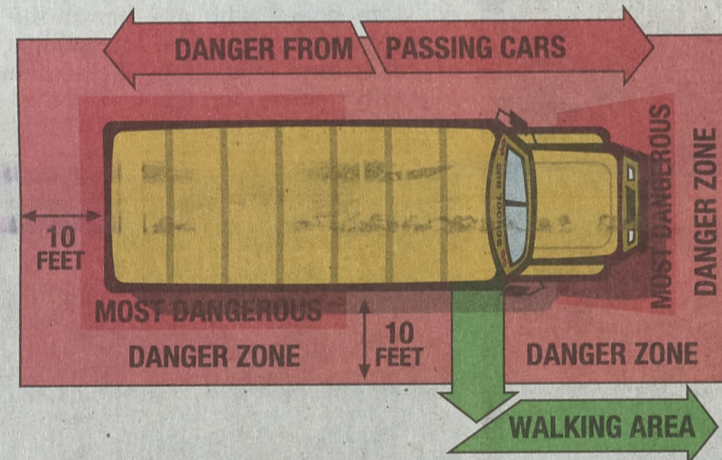 DANGER FROM PASSING CARS
MOST DANGEROUS
DANGER ZONE
10
FEET
SCHOOL BUS
MOST DANGEROUS
10
FEET
DANGER ZONE
DANGER ZONE
WALKING AREA